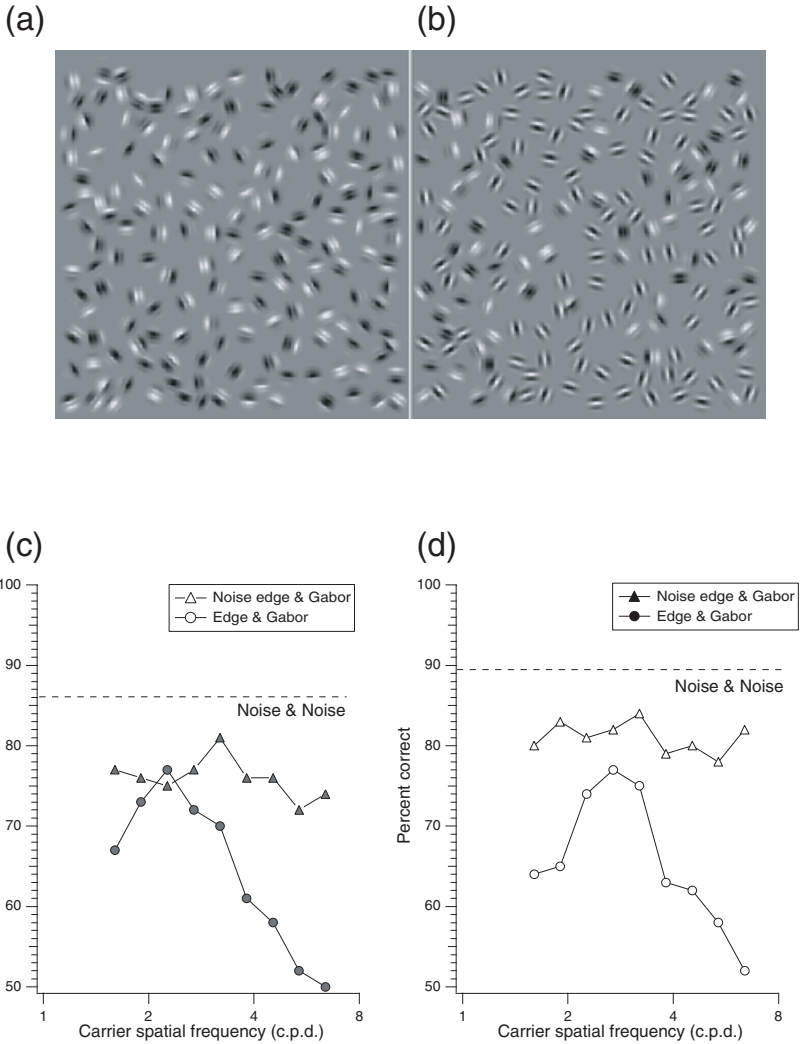 (a)
(b)
(c)
(d)
100
90
80
70
60
50
Noise edge & Gabor
Edge & Gabor
Noise & Noise
1
2
4
8
Carrier spatial frequency (c.p.d.)
100
90
80
70
60
50
Percent correct
Noise edge & Gabor
Edge & Gabor
Noise & Noise
1
2
4
8
Carrier spatial frequency (c.p.d.)